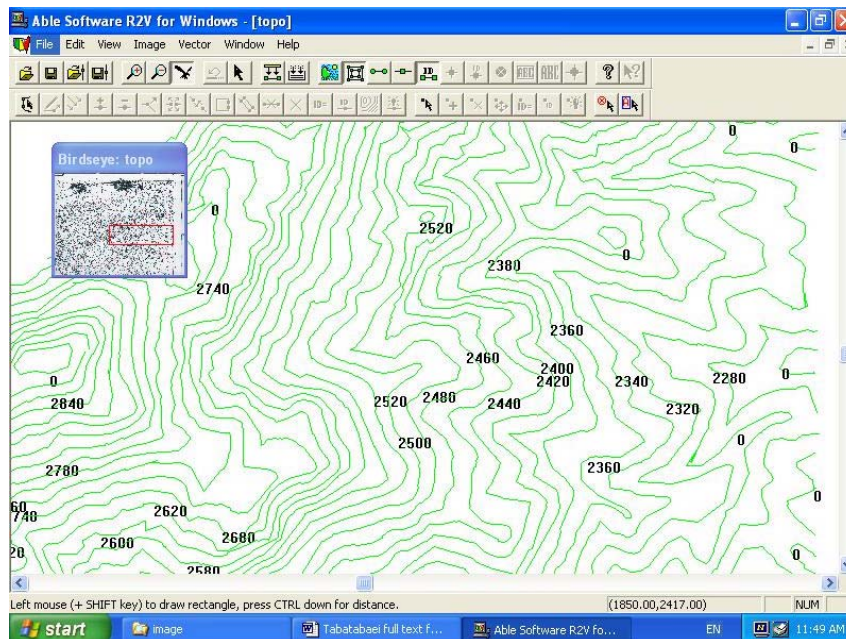 Able Software R2V for Windows - [topo]
File Edit View Image Vector Window Help
Birdseye: topo
0
0
0
2520
2740
0
2380
2360
2460
2400
0
2420
2340
2280
0
2840
2520
2480
2440
2320
2500
0
2780
2360
0
2620
2680
2600
0
2580
Left mouse (+ SHIFT key) to draw rectangle, press CTRL down for distance.
(1850.00,2417.00)
NUM
start
image
Tabatabaei full text f...
Able Software R2V fo...
EN
11:49 AM